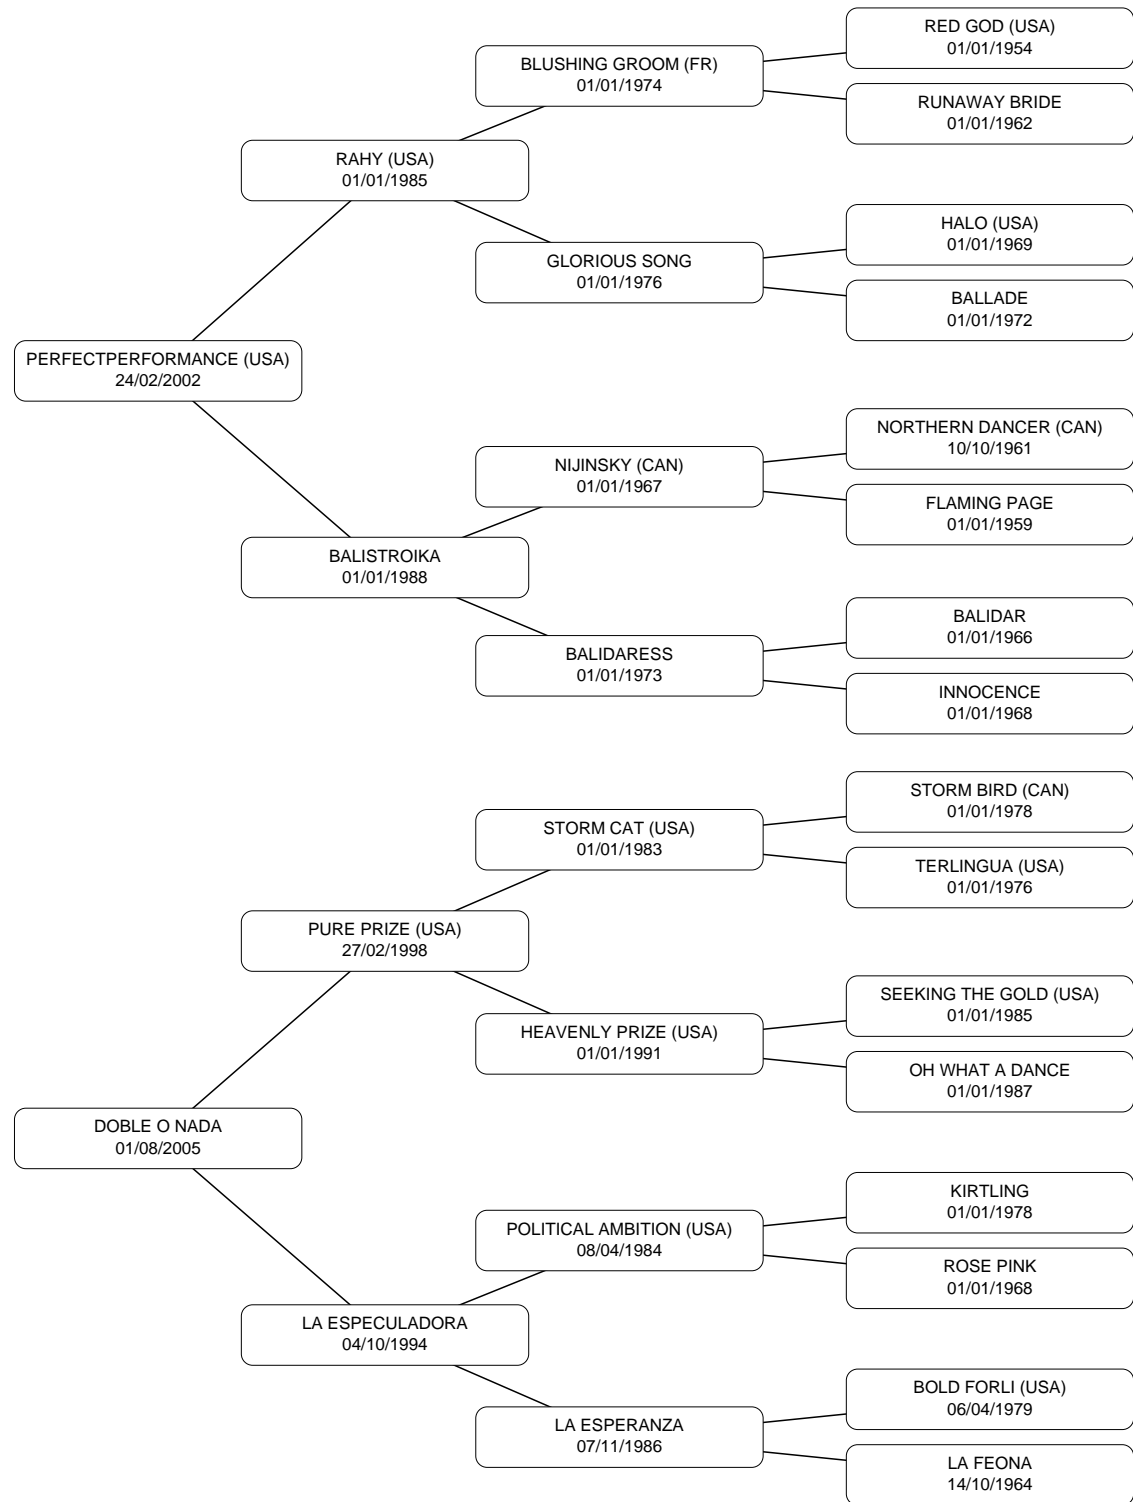 RED GOD (USA)
01/01/1954
BLUSHING GROOM (FR)
01/01/1974
RUNAWAY BRIDE
01/01/1962
RAHY (USA)
01/01/1985
HALO (USA)
01/01/1969
GLORIOUS SONG
01/01/1976
BALLADE
01/01/1972
PERFECTPERFORMANCE (USA)
24/02/2002
NORTHERN DANCER (CAN)
10/10/1961
NIJINSKY (CAN)
01/01/1967
FLAMING PAGE
01/01/1959
BALISTROIKA
01/01/1988
BALIDAR
01/01/1966
BALIDARESS
01/01/1973
INNOCENCE
01/01/1968
STORM BIRD (CAN)
01/01/1978
STORM CAT (USA)
01/01/1983
TERLINGUA (USA)
01/01/1976
PURE PRIZE (USA)
27/02/1998
SEEKING THE GOLD (USA)
01/01/1985
HEAVENLY PRIZE (USA)
01/01/1991
OH WHAT A DANCE
01/01/1987
DOBLE O NADA
01/08/2005
KIRTLING
01/01/1978
POLITICAL AMBITION (USA)
08/04/1984
ROSE PINK
01/01/1968
LA ESPECULADORA
04/10/1994
BOLD FORLI (USA)
06/04/1979
LA ESPERANZA
07/11/1986
LA FEONA
14/10/1964